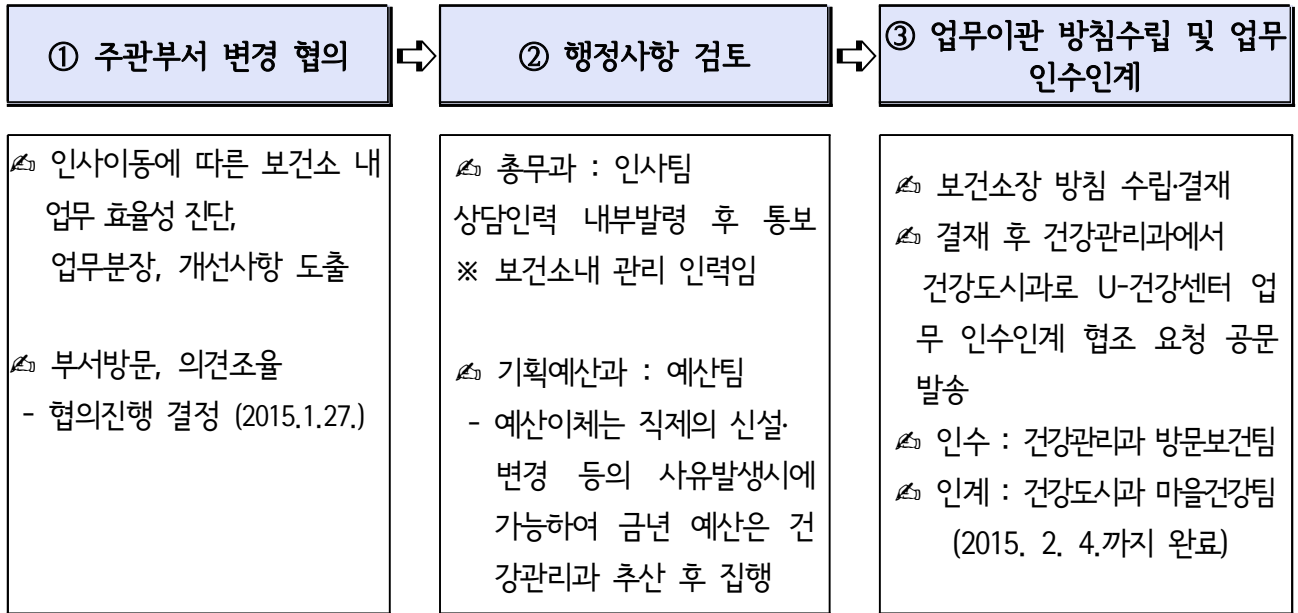 ① 주관부서 변경 협의
② 행정사항 검토
③ 업무이관 방침수립 및 업무
인수인계
✍ 인사이동에 따른 보건소 내
업무 효율성 진단,
업무분장, 개선사항 도출
✍ 부서방문, 의견조율
- 협의진행 결정 (2015.1.27.)
✍ 총무과 : 인사팀
상담인력 내부발령 후 통보
※ 보건소내 관리 인력임
✍ 기획예산과 : 예산팀
- 예산이체는 직제의 신설·
변경 등의 사유발생시에
가능하여 금년 예산은 건
강관리과 추산 후 집행
✍ 보건소장 방침 수립·결재
✍ 결재 후 건강관리과에서
건강도시과로 U-건강센터 업
무 인수인계 협조 요청 공문
발송
✍ 인수 : 건강관리과 방문보건팀
✍ 인계 : 건강도시과 마을건강팀
(2015. 2. 4.까지 완료)